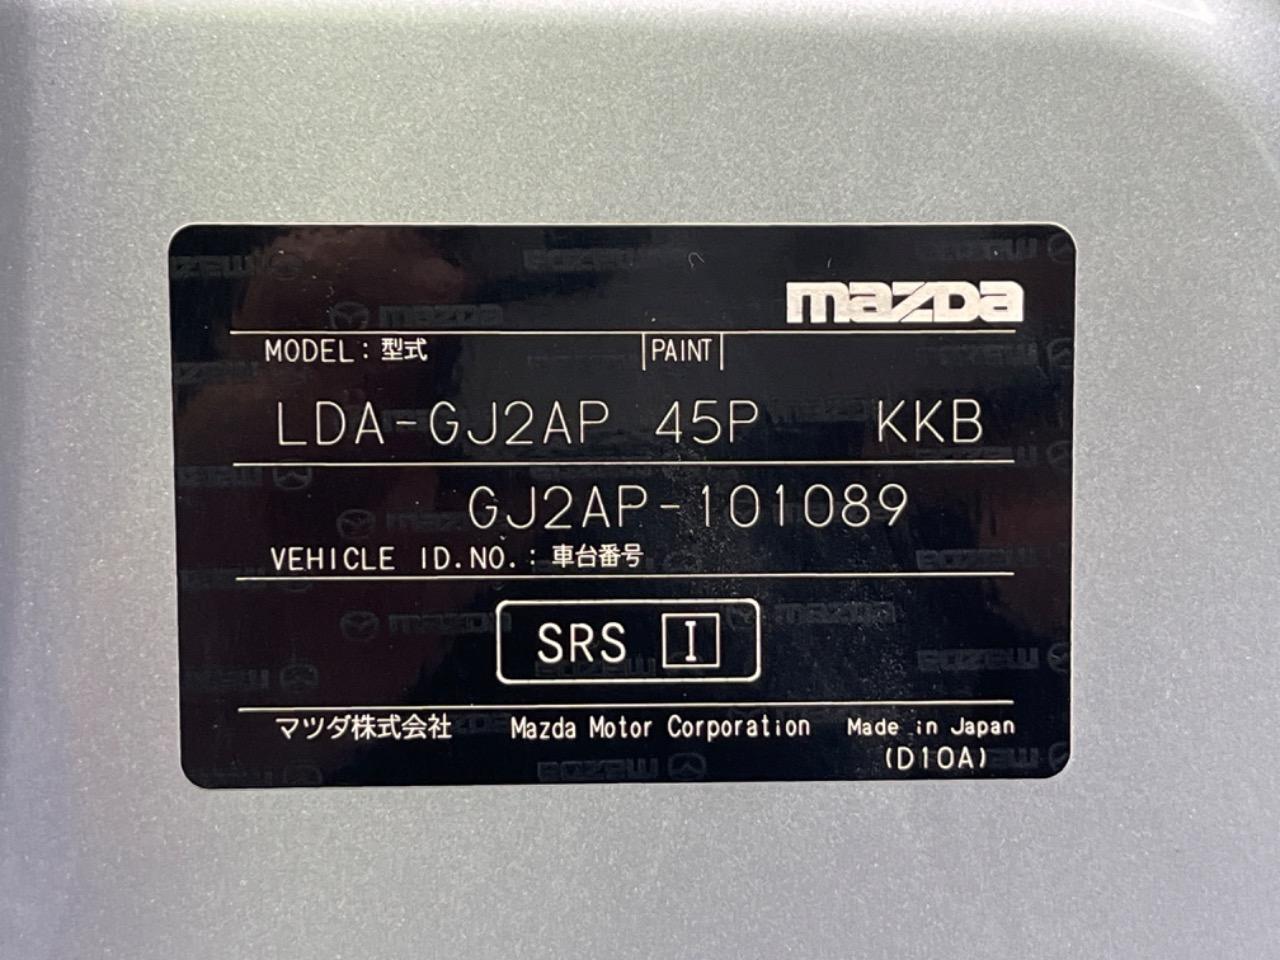 mazda
MODEL: 型式 PAINT
LDA-GJ2AP 45P KKB
GJ2AP-101089
VEHICLE ID.NO.: 車台番号
SRS I
マツダ株式会社 Mazda Motor Corporation Made in Japan
(D10A)